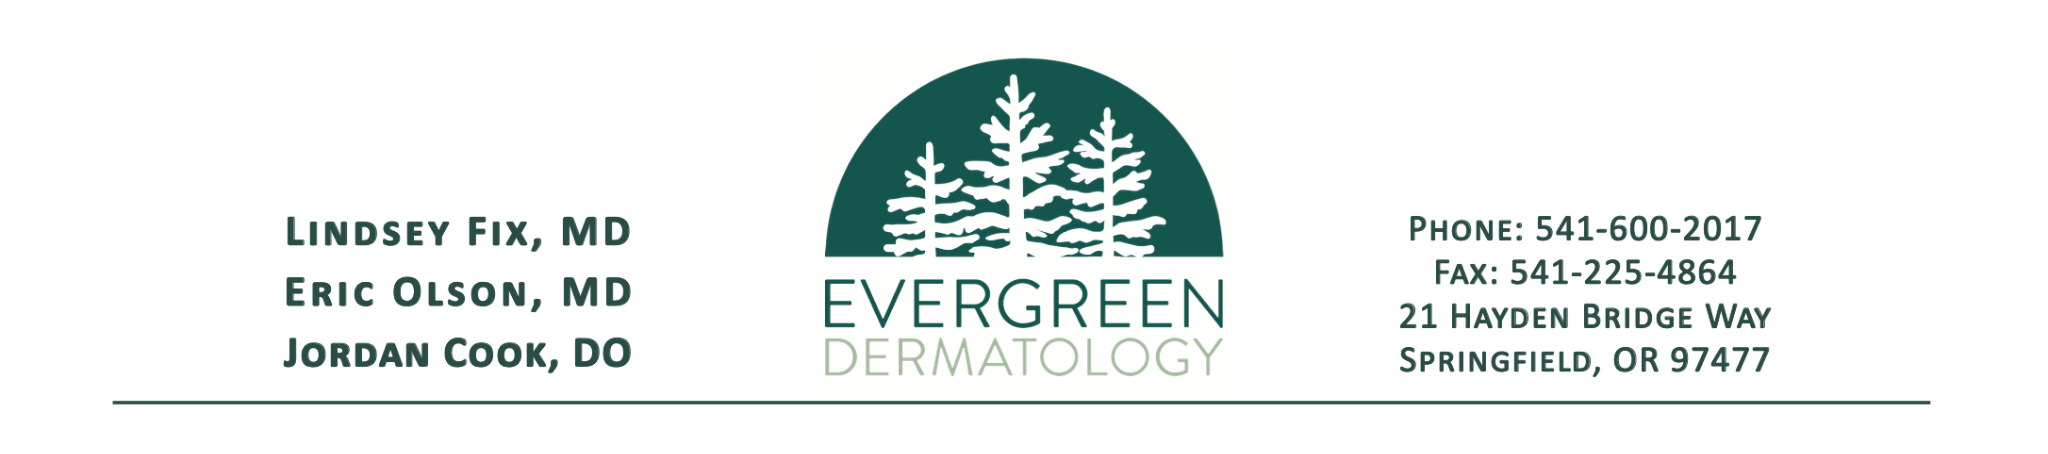 Lindsey Fix, MD
Eric Olson, MD
Jordan Cook, DO
EVERGREEN
DERMATOLOGY
Phone: 541-600-2017
Fax: 541-225-4864
21 Hayden Bridge Way
Springfield, OR 97477